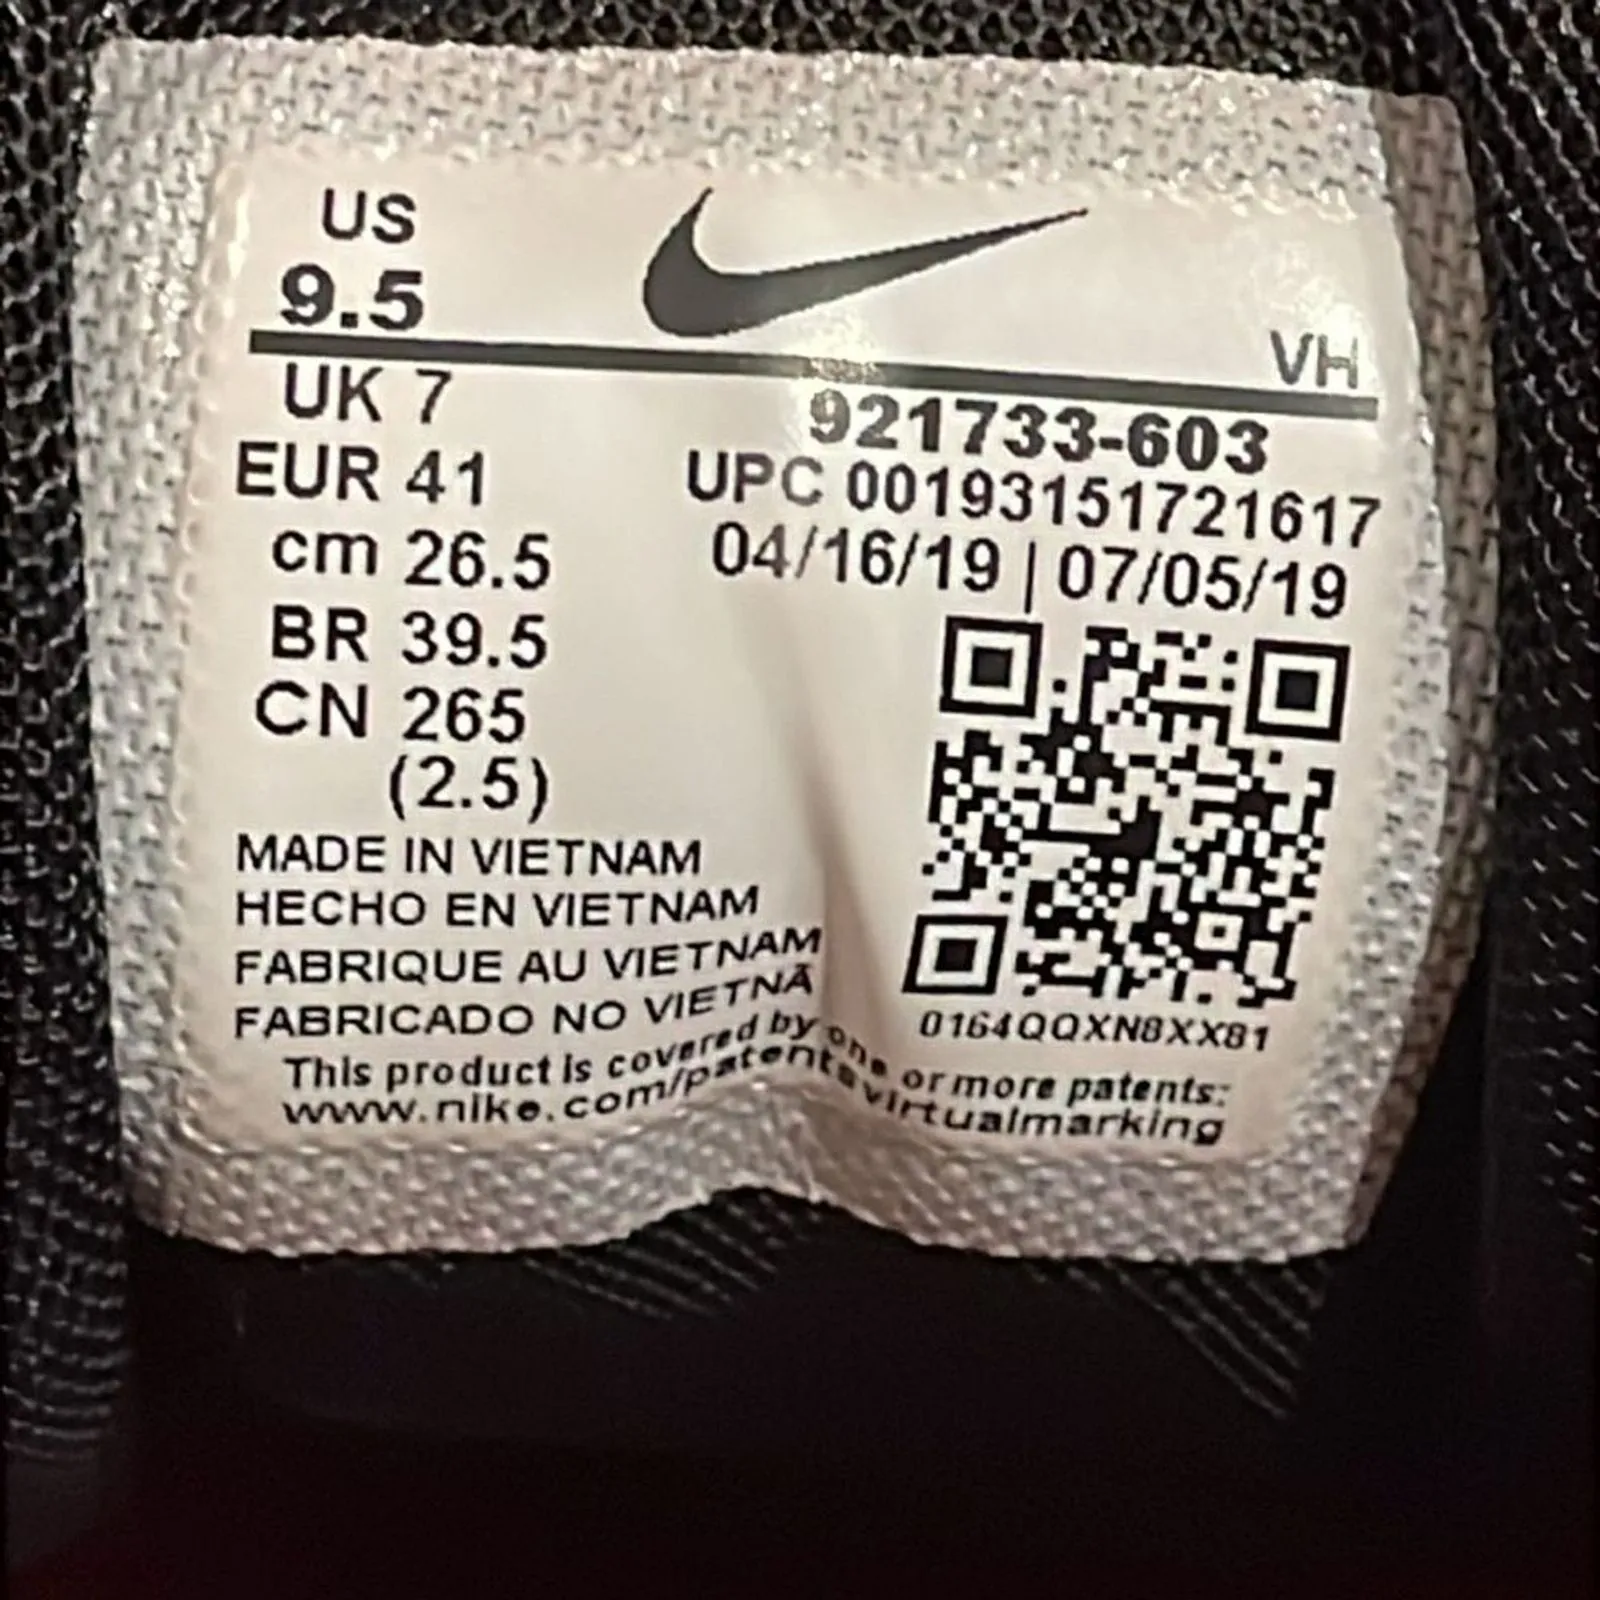 US
9.5
VH
UK 7
921733-603
EUR 41
UPC 00193151721617
cm 26.5
04/16/19 | 07/05/19
BR 39.5
CN 265
(2.5)
MADE IN VIETNAM
HECHO EN VIETNAM
FABRIQUE AU VIETNAM
FABRICADO NO VIETNÃ
0164QQXN8XX81
This product is covered by one or more patents:
www.nike.com/patentsvirtualmarking